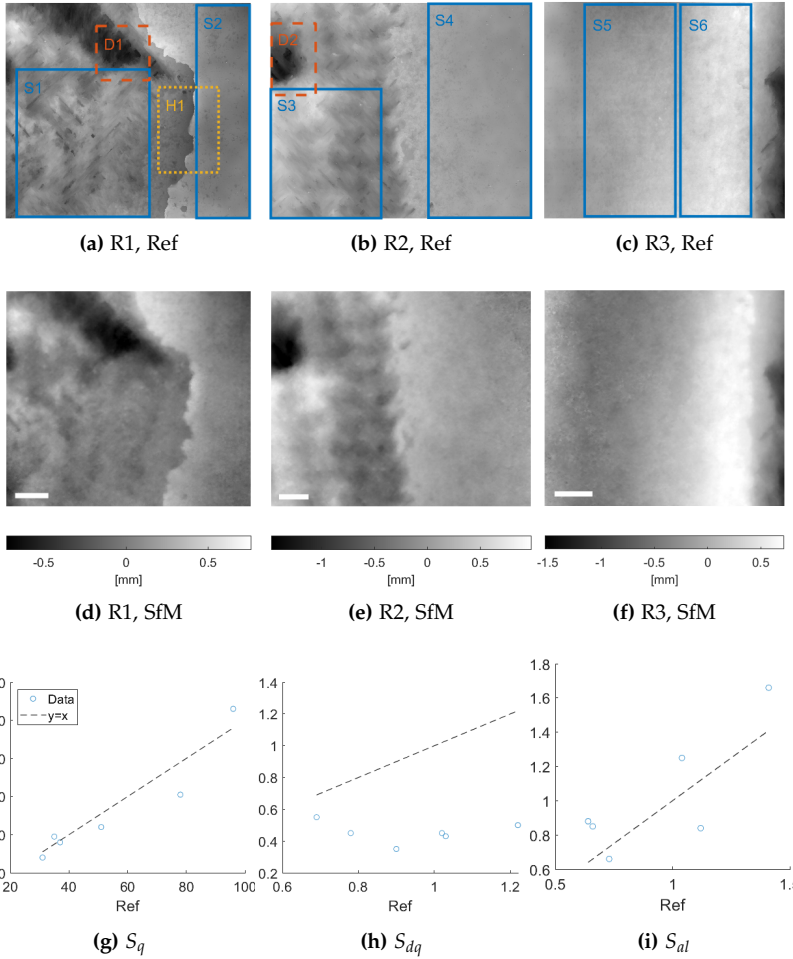 D1
S2
S1
H1
D2
S4
S3
S5
S6
(a) R1, Ref
(b) R2, Ref
(c) R3, Ref
-0.5 0 0.5
[mm]
-1 0 1
[mm]
-1.5 -1 -0.5 0 0.5
[mm]
(d) R1, SfM
(e) R2, SfM
(f) R3, SfM
Data
y=x
20 40 60 80 100
Ref
1.4
1.2
1
0.8
0.6
0.4
0.2
0.6 0.8 1 1.2
Ref
1.8
1.6
1.4
1.2
1
0.8
0.6
0.5 1
Ref
(g) Sq
(h) Sdq
(i) Sal